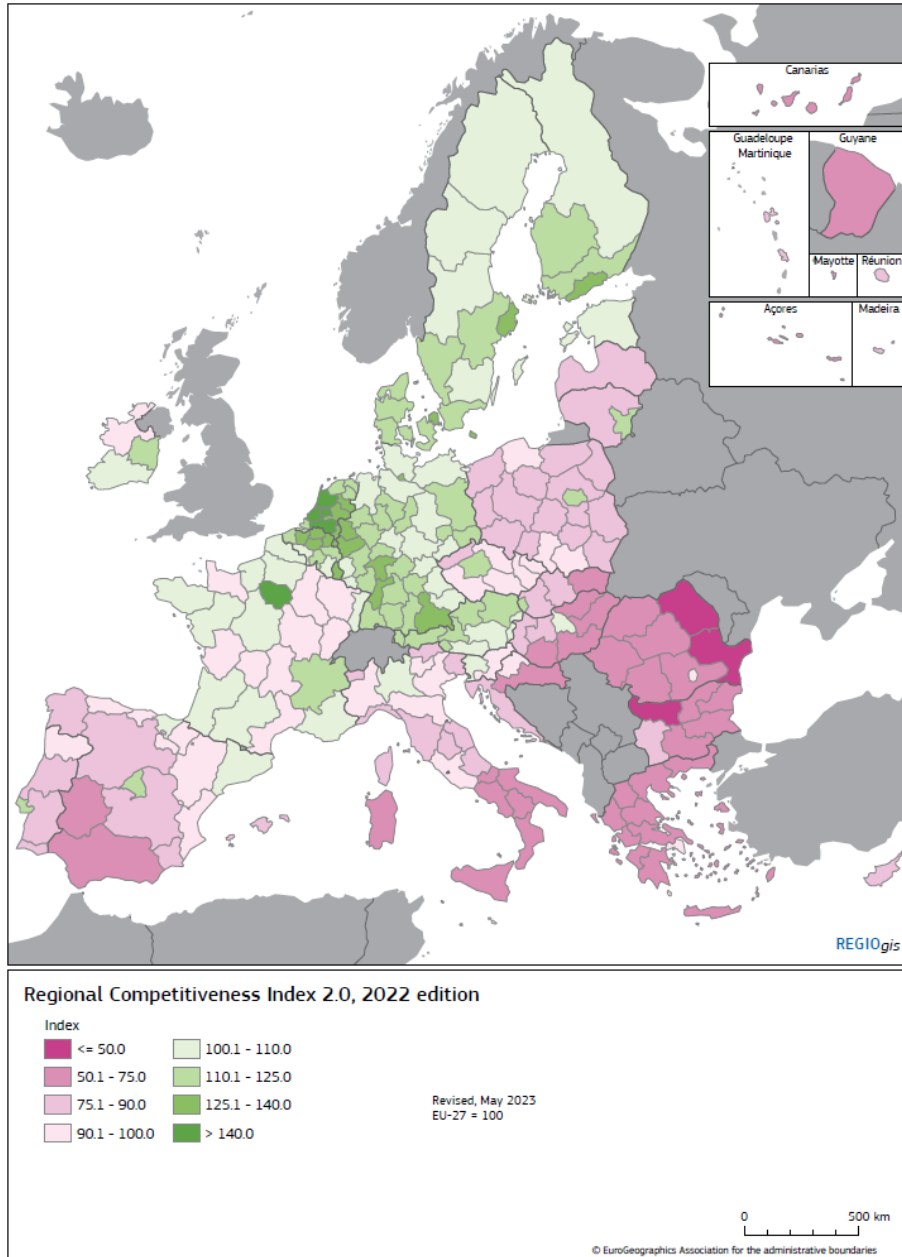 Canarias
Guadeloupe
Martinique
Guyane
Mayotte
Réunion
Açores
Madeira
REGIOgis
Regional Competitiveness Index 2.0, 2022 edition
Index
<= 50.0
50.1 - 75.0
75.1 - 90.0
90.1 - 100.0
100.1 - 110.0
110.1 - 125.0
125.1 - 140.0
> 140.0
Revised, May 2023
EU-27 = 100
0 500 km
© EuroGeographics Association for the administrative boundaries